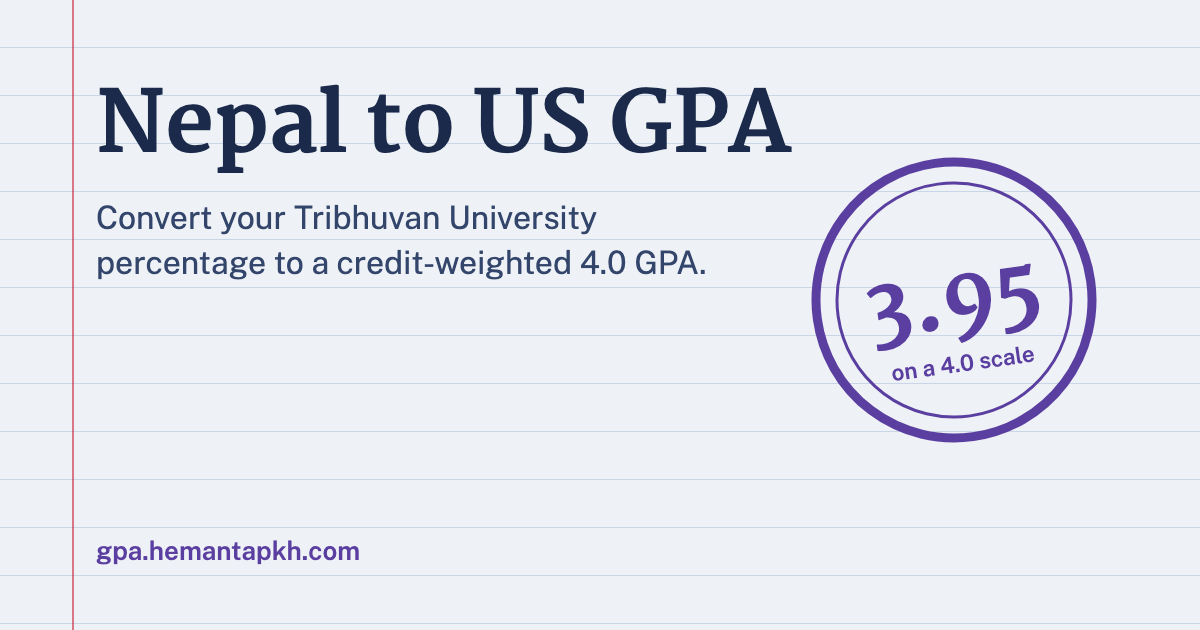 Nepal to US GPA
Convert your Tribhuvan University
percentage to a credit-weighted 4.0 GPA.
3.95
on a 4.0 scale
gpa.hemantapkh.com